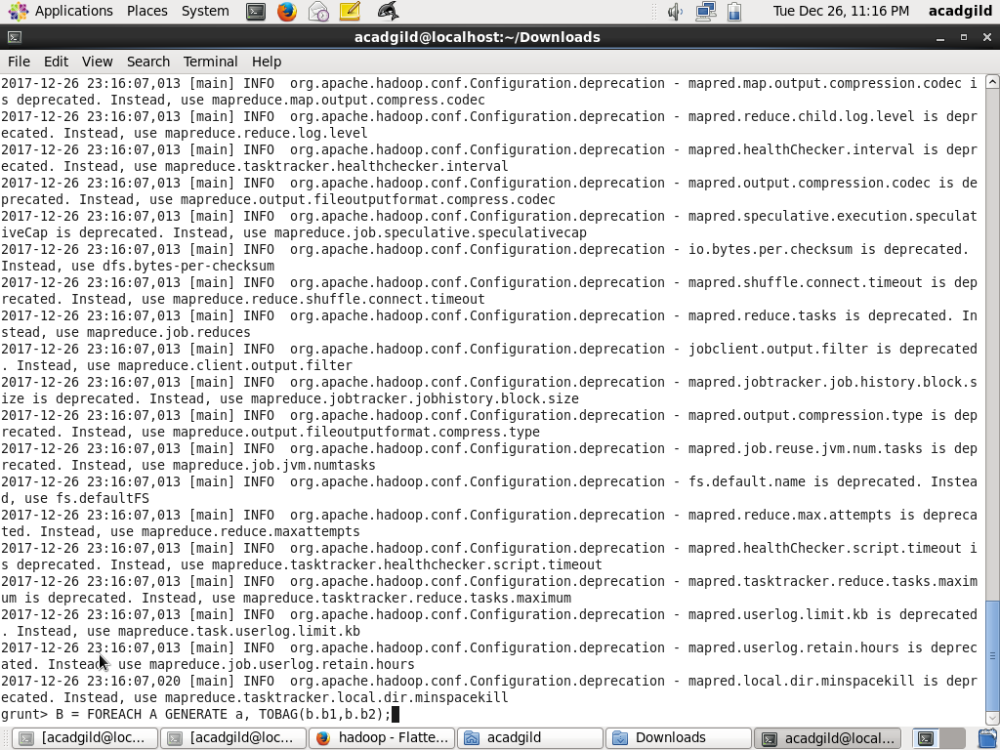 Applications Places System Tue Dec 26, 11:16 PM acadgild
acadgild@localhost:~/Downloads
File Edit View Search Terminal Help
2017-12-26 23:16:07,013 [main] INFO  org.apache.hadoop.conf.Configuration.deprecation - mapred.map.output.compression.codec i
s deprecated. Instead, use mapreduce.map.output.compress.codec
2017-12-26 23:16:07,013 [main] INFO  org.apache.hadoop.conf.Configuration.deprecation - mapred.reduce.child.log.level is depr
ecated. Instead, use mapreduce.reduce.log.level
2017-12-26 23:16:07,013 [main] INFO  org.apache.hadoop.conf.Configuration.deprecation - mapred.healthChecker.interval is depr
ecated. Instead, use mapreduce.tasktracker.healthchecker.interval
2017-12-26 23:16:07,013 [main] INFO  org.apache.hadoop.conf.Configuration.deprecation - mapred.output.compression.codec is de
precated. Instead, use mapreduce.output.fileoutputformat.compress.codec
2017-12-26 23:16:07,013 [main] INFO  org.apache.hadoop.conf.Configuration.deprecation - mapred.speculative.execution.speculat
iveCap is deprecated. Instead, use mapreduce.job.speculative.speculativecap
2017-12-26 23:16:07,013 [main] INFO  org.apache.hadoop.conf.Configuration.deprecation - io.bytes.per.checksum is deprecated.
Instead, use dfs.bytes-per-checksum
2017-12-26 23:16:07,013 [main] INFO  org.apache.hadoop.conf.Configuration.deprecation - mapred.shuffle.connect.timeout is dep
recated. Instead, use mapreduce.reduce.shuffle.connect.timeout
2017-12-26 23:16:07,013 [main] INFO  org.apache.hadoop.conf.Configuration.deprecation - mapred.reduce.tasks is deprecated. In
stead, use mapreduce.job.reduces
2017-12-26 23:16:07,013 [main] INFO  org.apache.hadoop.conf.Configuration.deprecation - jobclient.output.filter is deprecated
. Instead, use mapreduce.client.output.filter
2017-12-26 23:16:07,013 [main] INFO  org.apache.hadoop.conf.Configuration.deprecation - mapred.jobtracker.job.history.block.s
ize is deprecated. Instead, use mapreduce.jobtracker.jobhistory.block.size
2017-12-26 23:16:07,013 [main] INFO  org.apache.hadoop.conf.Configuration.deprecation - mapred.output.compression.type is dep
recated. Instead, use mapreduce.output.fileoutputformat.compress.type
2017-12-26 23:16:07,013 [main] INFO  org.apache.hadoop.conf.Configuration.deprecation - mapred.job.reuse.jvm.num.tasks is dep
recated. Instead, use mapreduce.job.jvm.numtasks
2017-12-26 23:16:07,013 [main] INFO  org.apache.hadoop.conf.Configuration.deprecation - fs.default.name is deprecated. Instea
d, use fs.defaultFS
2017-12-26 23:16:07,013 [main] INFO  org.apache.hadoop.conf.Configuration.deprecation - mapred.reduce.max.attempts is depreca
ted. Instead, use mapreduce.reduce.maxattempts
2017-12-26 23:16:07,013 [main] INFO  org.apache.hadoop.conf.Configuration.deprecation - mapred.healthChecker.script.timeout i
s deprecated. Instead, use mapreduce.tasktracker.healthchecker.script.timeout
2017-12-26 23:16:07,013 [main] INFO  org.apache.hadoop.conf.Configuration.deprecation - mapred.tasktracker.reduce.tasks.maxim
um is deprecated. Instead, use mapreduce.tasktracker.reduce.tasks.maximum
2017-12-26 23:16:07,013 [main] INFO  org.apache.hadoop.conf.Configuration.deprecation - mapred.userlog.limit.kb is deprecated
. Instead, use mapreduce.task.userlog.limit.kb
2017-12-26 23:16:07,013 [main] INFO  org.apache.hadoop.conf.Configuration.deprecation - mapred.userlog.retain.hours is deprec
ated. Instead, use mapreduce.job.userlog.retain.hours
2017-12-26 23:16:07,020 [main] INFO  org.apache.hadoop.conf.Configuration.deprecation - mapred.local.dir.minspacekill is depr
ecated. Instead, use mapreduce.tasktracker.local.dir.minspacekill
grunt> B = FOREACH A GENERATE a, TOBAG(b.b1,b.b2);
[acadgild@loc... [acadgild@loc... hadoop - Flatte... acadgild Downloads acadgild@local...